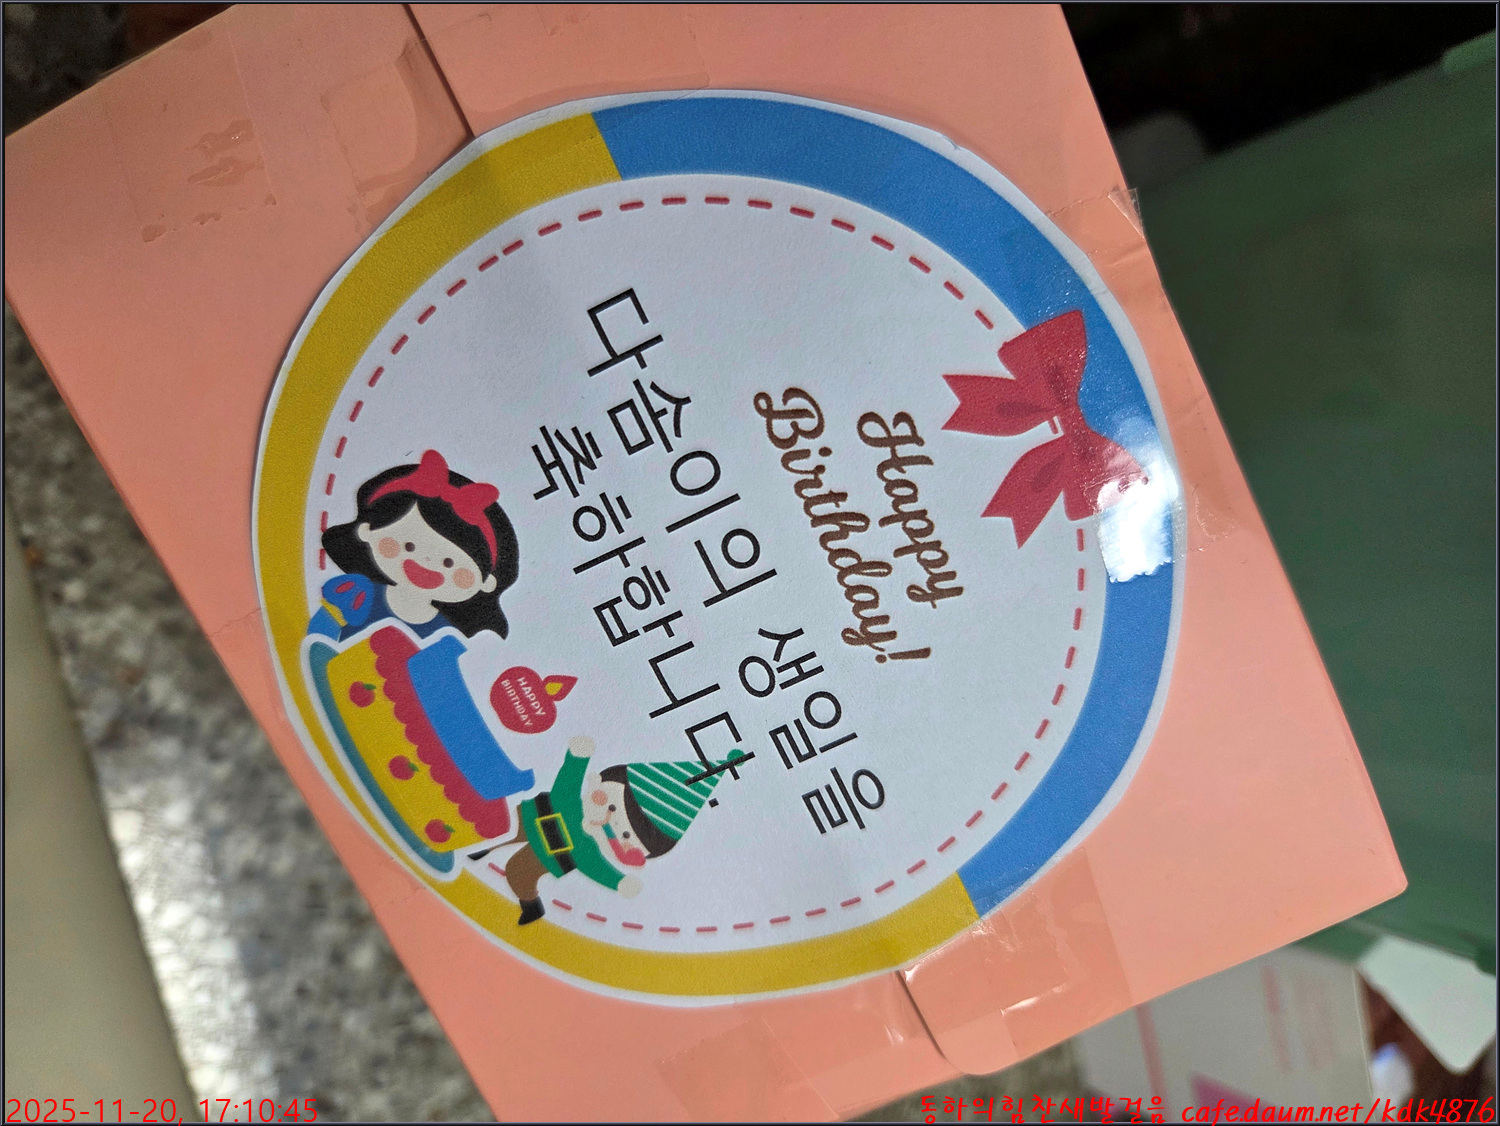 Happy
Birthday!
다솜이의 생일을
축하합니다.
HAPPY
BIRTHDAY
2025-11-20, 17:10:45
동하의힘찬새발걸음 cafe.daum.net/kdk4876